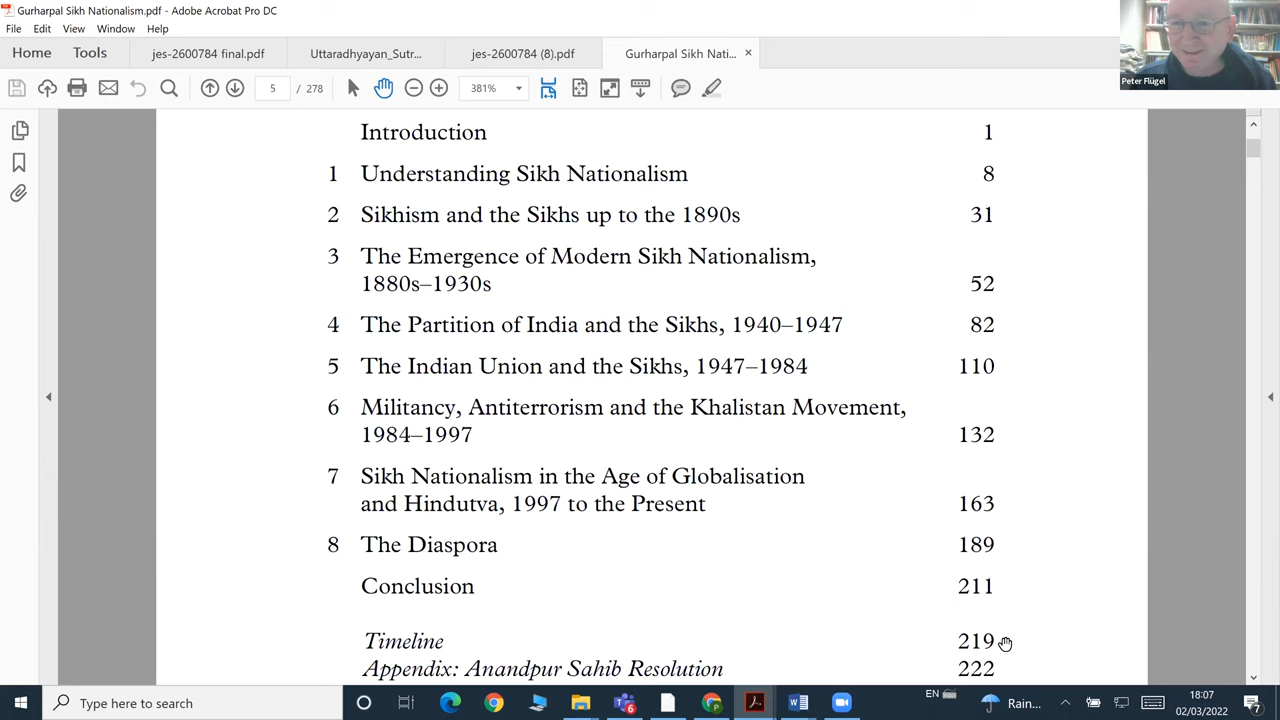 Gurharpal Sikh Nationalism.pdf - Adobe Acrobat Pro DC
File Edit View Window Help
Home Tools jes-2600784 final.pdf Uttaradhyayan_Sutr... jes-2600784 (8).pdf Gurharpal Sikh Nati... ×
5 / 278 381%
Peter Flügel
Introduction 1
1 Understanding Sikh Nationalism 8
2 Sikhism and the Sikhs up to the 1890s 31
3 The Emergence of Modern Sikh Nationalism,
1880s–1930s 52
4 The Partition of India and the Sikhs, 1940–1947 82
5 The Indian Union and the Sikhs, 1947–1984 110
6 Militancy, Antiterrorism and the Khalistan Movement,
1984–1997 132
7 Sikh Nationalism in the Age of Globalisation
and Hindutva, 1997 to the Present 163
8 The Diaspora 189
Conclusion 211
Timeline 219
Appendix: Anandpur Sahib Resolution 222
Type here to search 6 EN Rain... 18:07
02/03/2022 7